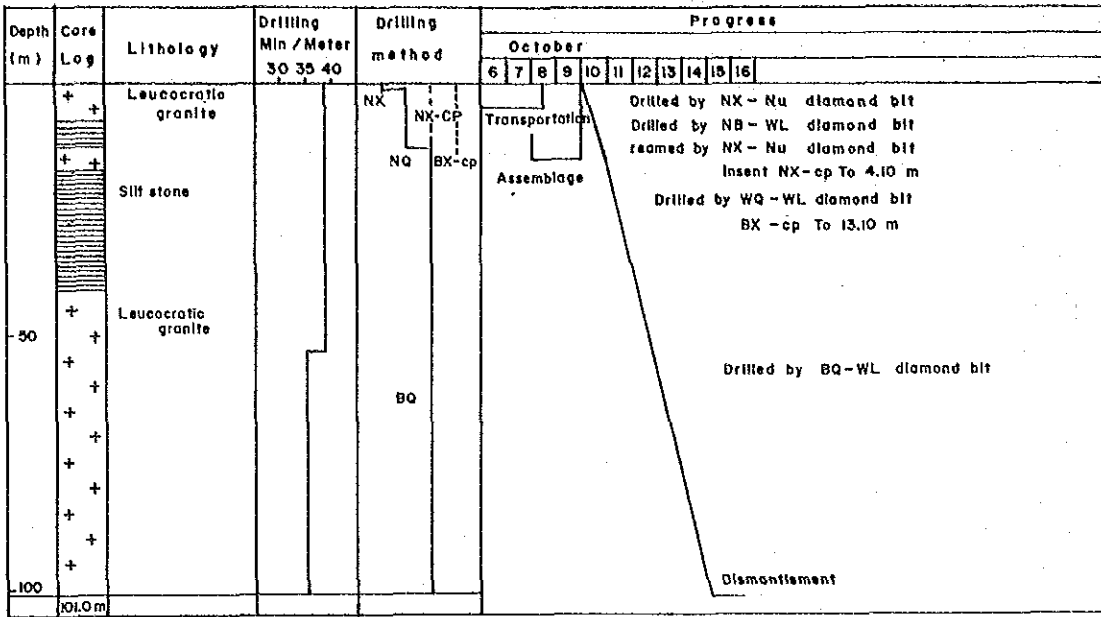 Progress
Depth (m)
Core Log
Lithology
Drilling Min / Meter
30 35 40
Drilling method
October
6 7 8 9 10 11 12 13 14 15 16
Leucocratic granite
NX
NX-CP
Transportation
Drilled by NX-Nu diamond bit
Drilled by NB-WL diamond bit
reamed by NX-Nu diamond bit
NQ
BX-cp
Insent NX-cp To 4.10 m
Assemblage
Silt stone
Drilled by WQ-WL diamond bit
BX-cp To 13.10 m
Leucocratic granite
50
Drilled by BQ-WL diamond bit
BQ
Dismantlement
100
101.0 m